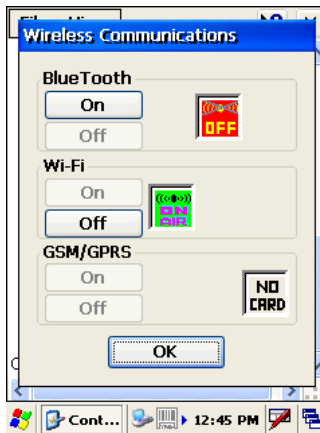 Wireless Communications
BlueTooth
On
OFF
Off
Wi-Fi
On
ON
AIR
Off
GSM/GPRS
On
NO
CARD
Off
OK
Cont...
12:45 PM